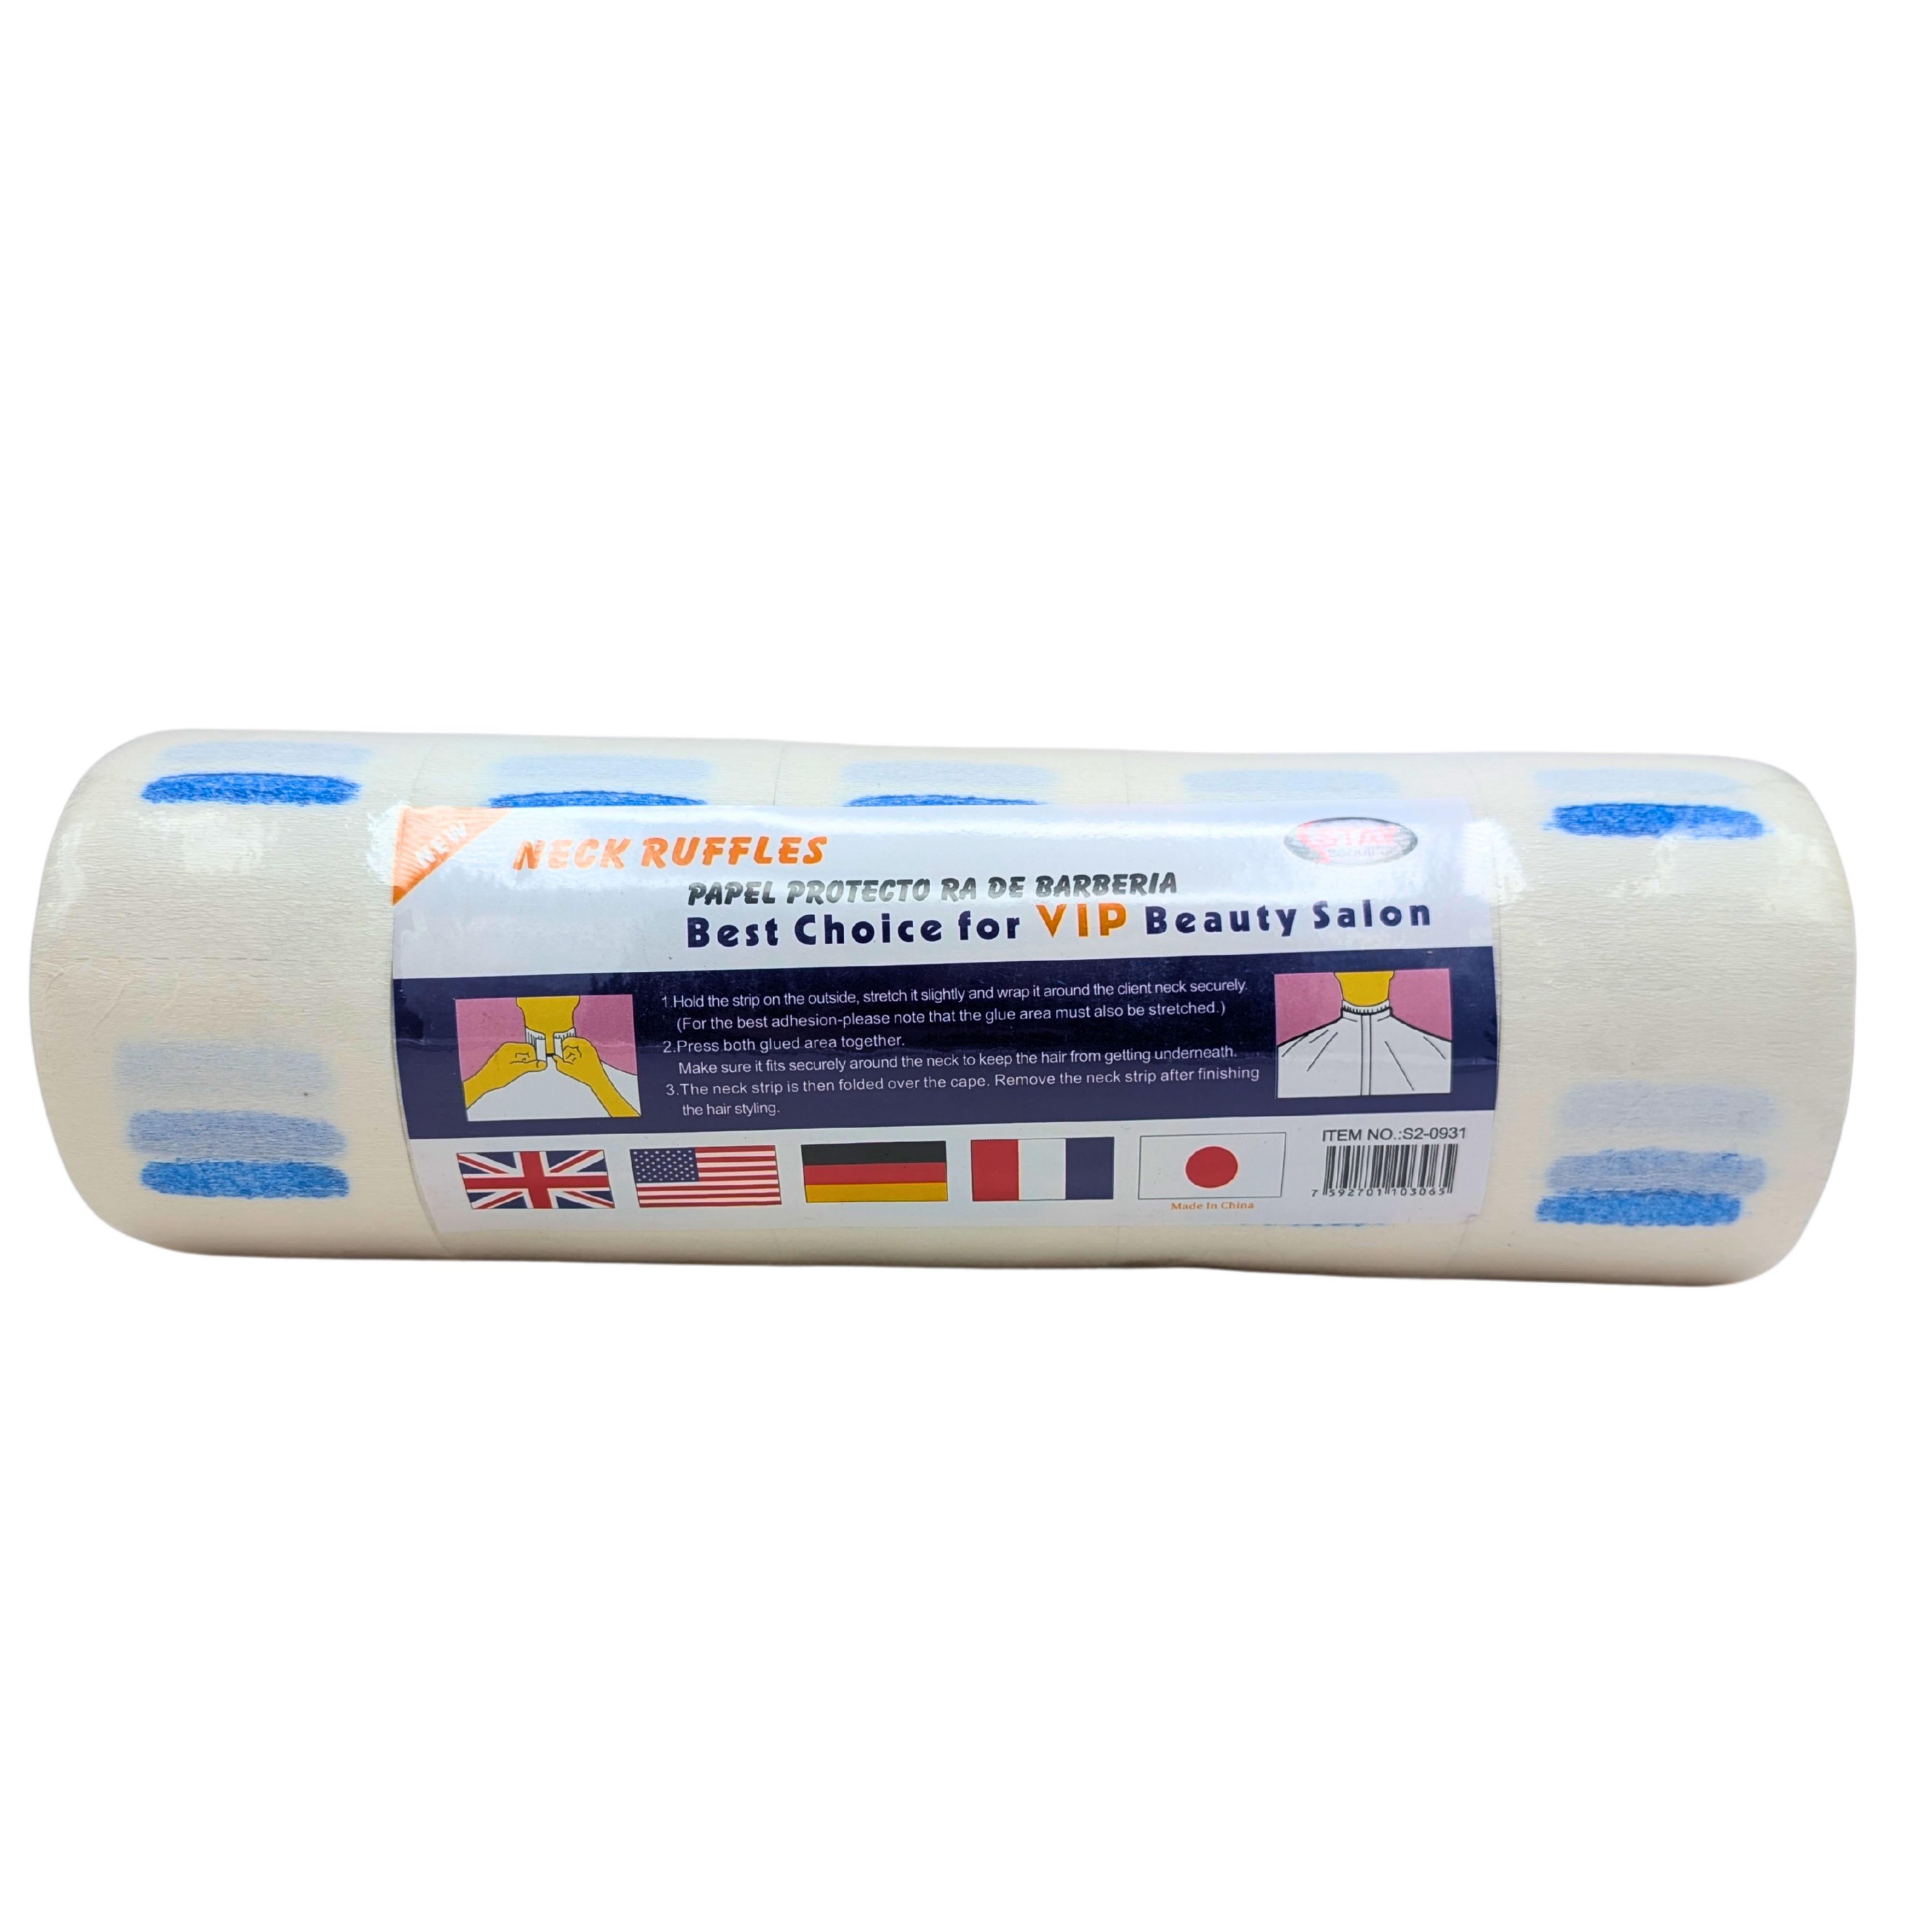 NEW
NECK RUFFLES
PAPEL PROTECTO RA DE BARBERIA
Best Choice for VIP Beauty Salon
1.Hold the strip on the outside, stretch it slightly and wrap it around the client neck securely.
(For the best adhesion-please note that the glue area must also be stretched.)
2.Press both glued area together.
Make sure it fits securely around the neck to keep the hair from getting underneath.
3.The neck strip is then folded over the cape. Remove the neck strip after finishing
the hair styling.
ITEM NO.:S2-0931
7 592701 103065
Made In China